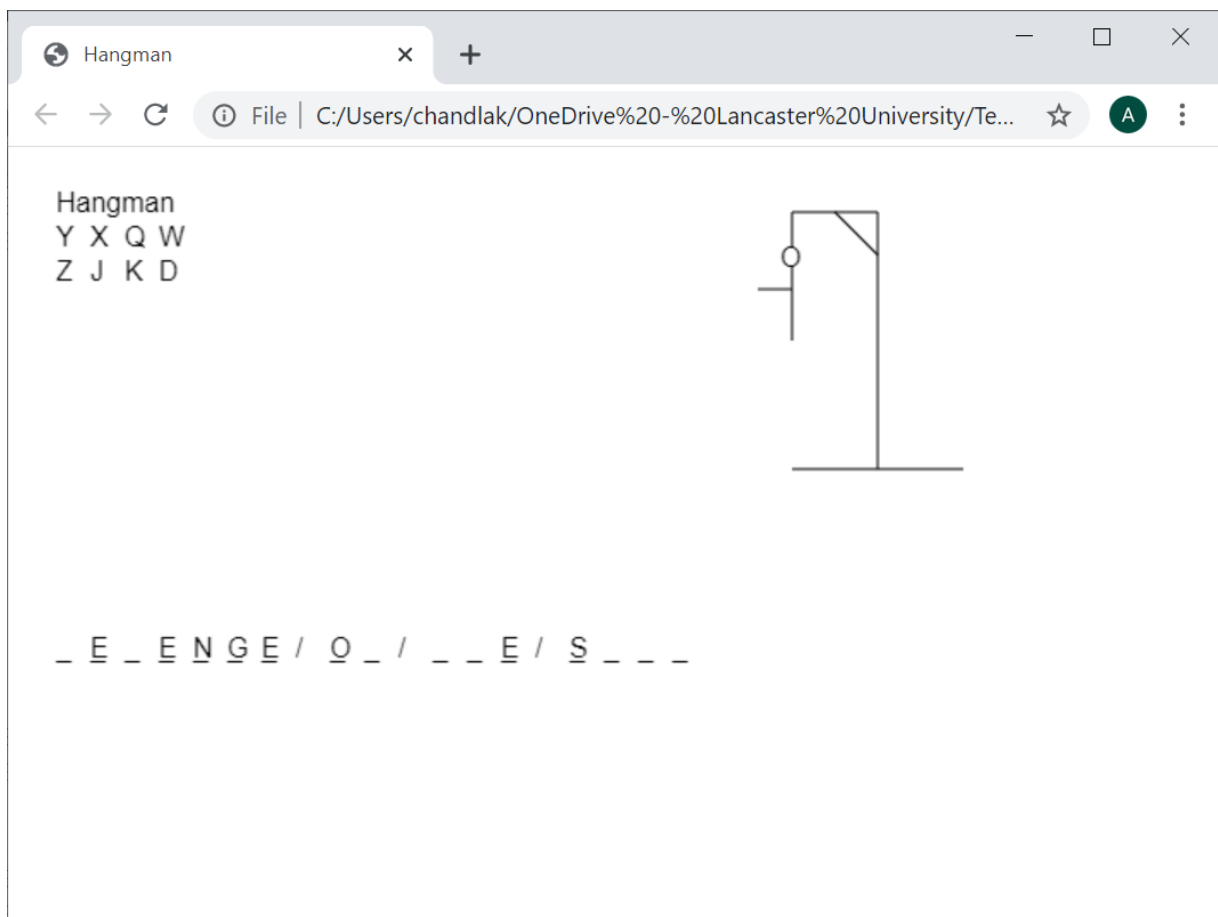 Hangman
File | C:/Users/chandlak/OneDrive%20-%20Lancaster%20University/Te...
A
Hangman
Y X Q W
Z J K D
_ E _ E N G E / O _ / _ _ E / S _ _ _